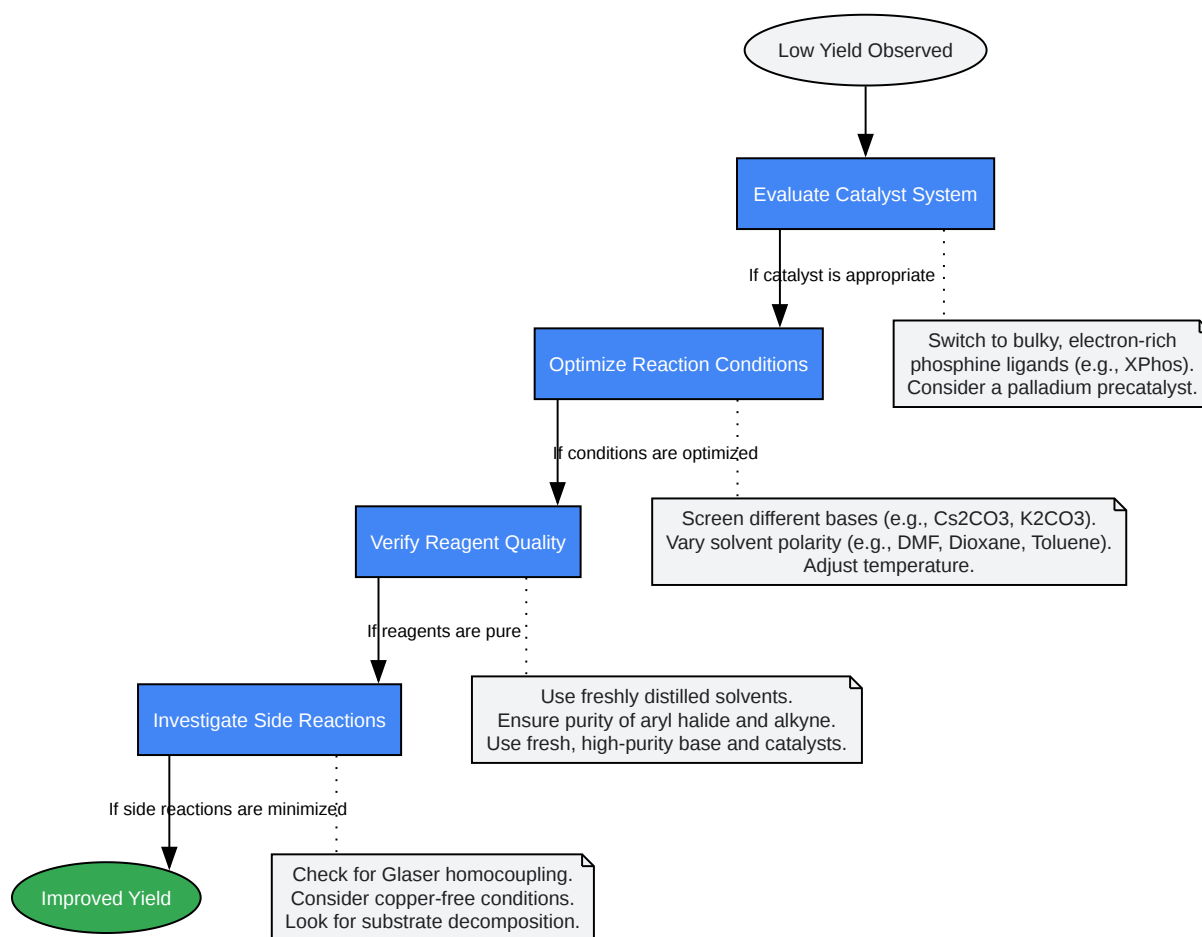 Low Yield Observed
Evaluate Catalyst System
If catalyst is appropriate
Switch to bulky, electron-rich
phosphine ligands (e.g., XPhos).
Consider a palladium precatalyst.
Optimize Reaction Conditions
If conditions are optimized
Screen different bases (e.g., Cs2CO3, K2CO3).
Vary solvent polarity (e.g., DMF, Dioxane, Toluene).
Adjust temperature.
Verify Reagent Quality
If reagents are pure
Use freshly distilled solvents.
Ensure purity of aryl halide and alkyne.
Use fresh, high-purity base and catalysts.
Investigate Side Reactions
If side reactions are minimized
Check for Glaser homocoupling.
Consider copper-free conditions.
Look for substrate decomposition.
Improved Yield